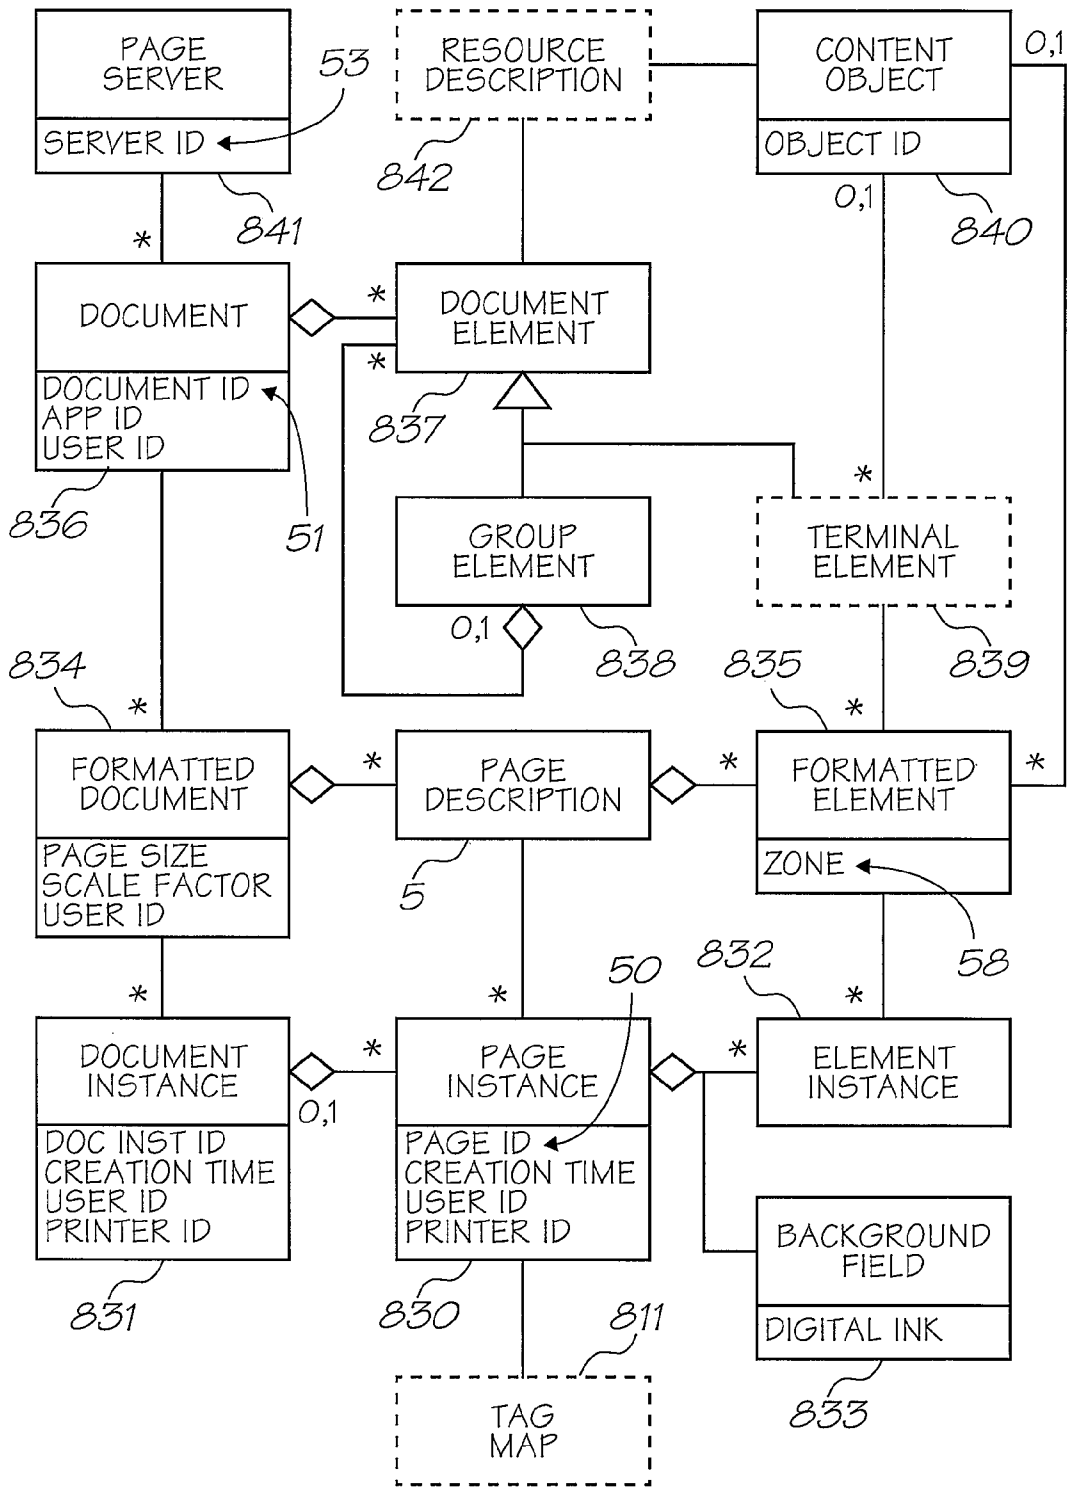 PAGE
SERVER
53
SERVER ID
841
*
RESOURCE
DESCRIPTION
842
CONTENT
OBJECT
0,1
OBJECT ID
0,1
840
DOCUMENT
*
DOCUMENT
ELEMENT
*
837
DOCUMENT ID
APP ID
USER ID
836
51
GROUP
ELEMENT
0,1
838
*
TERMINAL
ELEMENT
839
834
*
835
*
FORMATTED
DOCUMENT
*
PAGE
DESCRIPTION
*
FORMATTED
ELEMENT
*
PAGE SIZE
SCALE FACTOR
USER ID
5
ZONE
58
*
*
50
832
*
DOCUMENT
INSTANCE
*
0,1
PAGE
INSTANCE
*
ELEMENT
INSTANCE
DOC INST ID
CREATION TIME
USER ID
PRINTER ID
831
PAGE ID
CREATION TIME
USER ID
PRINTER ID
830
BACKGROUND
FIELD
DIGITAL INK
833
811
TAG
MAP